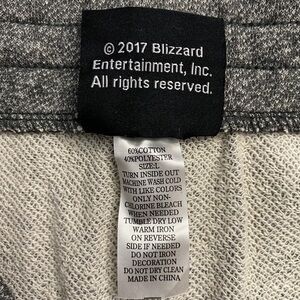 © 2017 Blizzard
Entertainment, Inc.
All rights reserved.
60%COTTON
40%POLYESTER
SIZE:L
TURN INSIDE OUT
MACHINE WASH COLD
WITH LIKE COLORS
ONLY NON-
CHLORINE BLEACH
WHEN NEEDED
TUMBLE DRY LOW
WARM IRON
ON REVERSE
SIDE IF NEEDED
DO NOT IRON
DECORATION
DO NOT DRY CLEAN
MADE IN CHINA